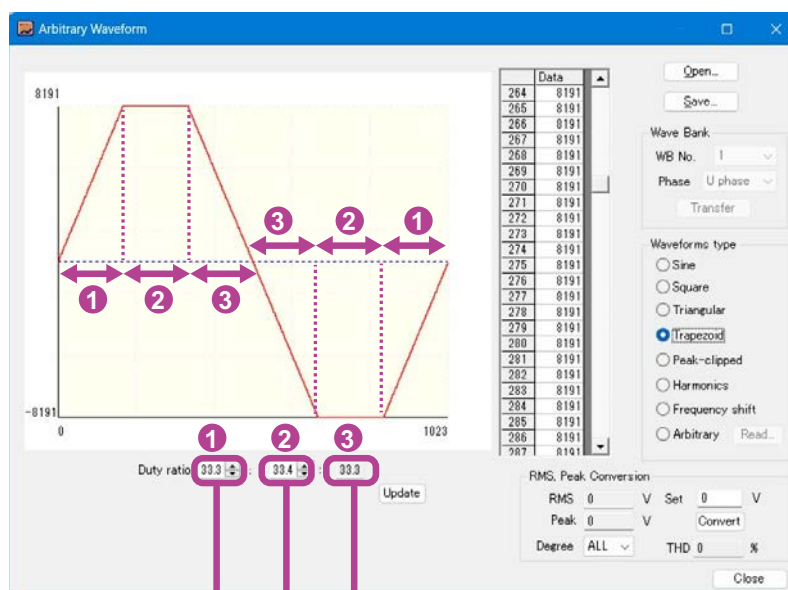 Arbitrary Waveform
8191
-8191
0
1023
3
2
1
1
2
3
1
2
3
Duty ratio 33.3 : 33.4 : 33.3
Update
Data
264 8191
265 8191
266 8191
267 8191
268 8191
269 8191
270 8191
271 8191
272 8191
273 8191
274 8191
275 8191
276 8191
277 8191
278 8191
279 8191
280 8191
281 8191
282 8191
283 8191
284 8191
285 8191
286 8191
287 8191
Open...
Save...
Wave Bank
WB No. 1
Phase U phase
Transfer
Waveforms type
Sine
Square
Triangular
Trapezoid
Peak-clipped
Harmonics
Frequency shift
Arbitrary Read...
RMS, Peak Conversion
RMS 0 V Set 0 V
Peak 0 V Convert
Degree ALL THD 0 %
Close